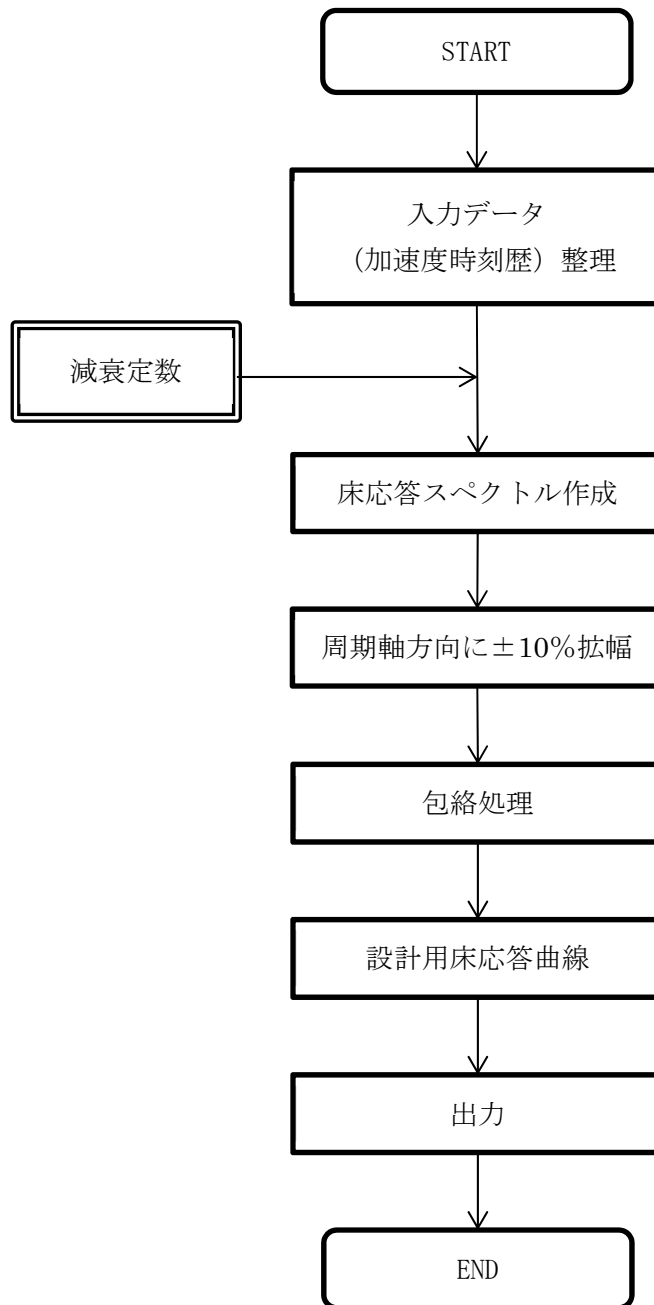 START
入力データ
(加速度時刻歴)整理
減衰定数
床応答スペクトル作成
周期軸方向に±10%拡幅
包絡処理
設計用床応答曲線
出力
END